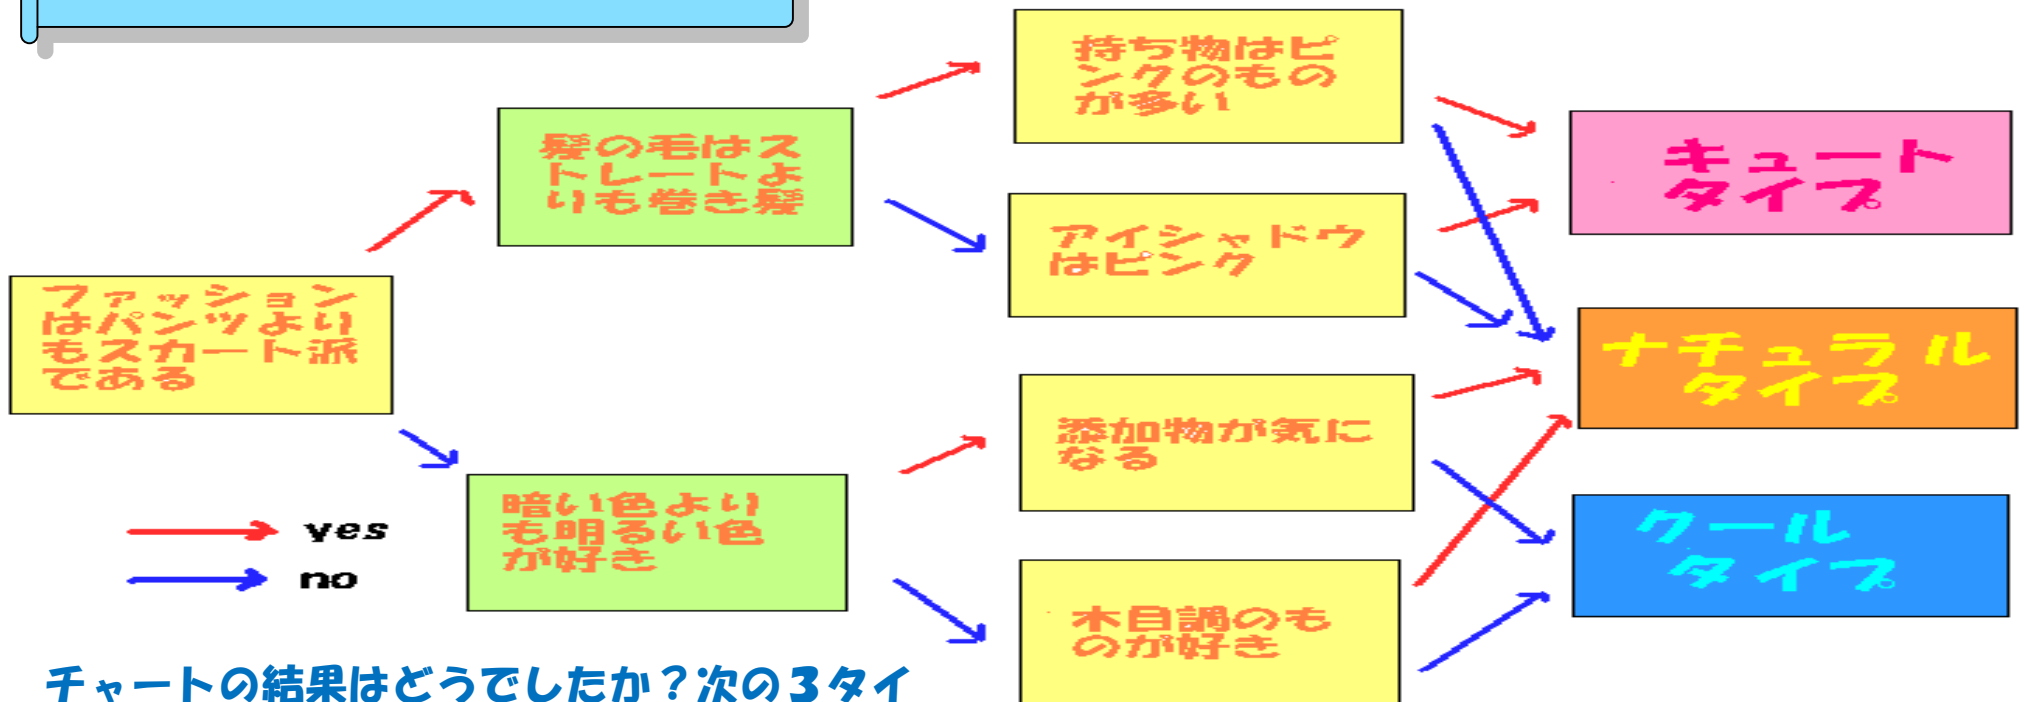 持ち物はピ
ンクのもの
が多い
髪の毛はス
トレートよ
りも巻き髪
キュート
タイプ
アイシャドウ
はピンク
ファッション
はパンツより
もスカート派
である
ナチュラル
タイプ
添加物が気に
なる
暗い色より
も明るい色
が好き
yes
no
クール
タイプ
木目調のも
のが好き
チャートの結果はどうでしたか？次の３タイ